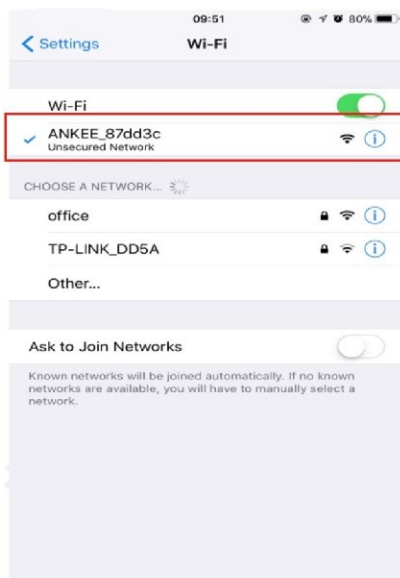 09:51
80%
Settings
Wi-Fi
Wi-Fi
ANKEE_87dd3c
Unsecured Network
CHOOSE A NETWORK...
office
TP-LINK_DD5A
Other...
Ask to Join Networks
Known networks will be joined automatically. If no known
networks are available, you will have to manually select a
network.